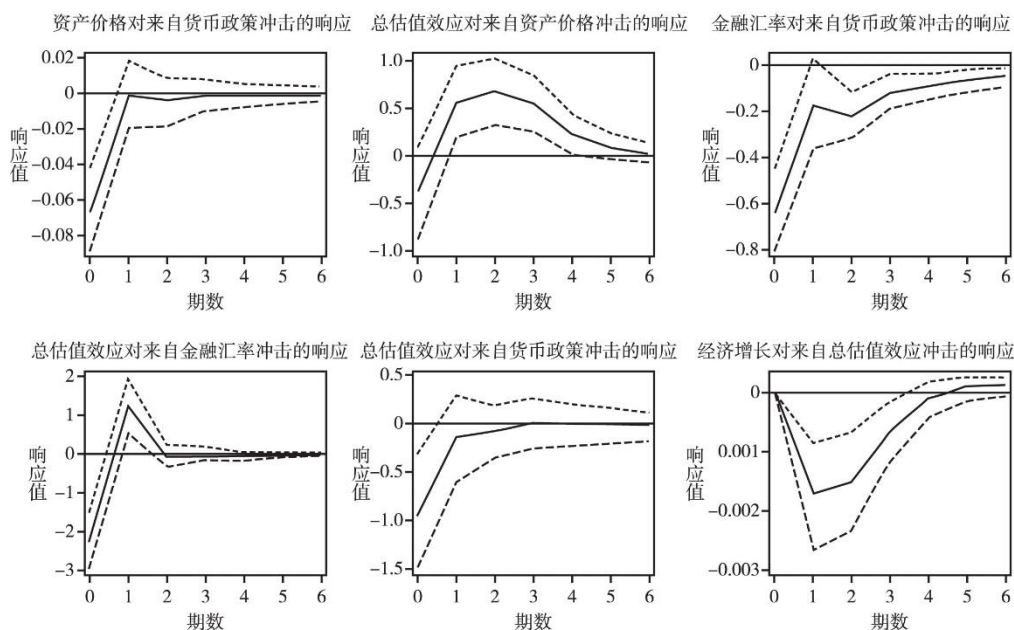 资产价格对来自货币政策冲击的响应
0.02
0
−0.02
−0.04
−0.06
−0.08
响应值
0 1 2 3 4 5 6
期数
总估值效应对来自资产价格冲击的响应
1.0
0.5
0
−0.5
−1.0
响应值
0 1 2 3 4 5 6
期数
金融汇率对来自货币政策冲击的响应
0
−0.2
−0.4
−0.6
−0.8
响应值
0 1 2 3 4 5 6
期数
总估值效应对来自金融汇率冲击的响应
2
1
0
−1
−2
−3
响应值
0 1 2 3 4 5 6
期数
总估值效应对来自货币政策冲击的响应
0.5
0
−0.5
−1.0
−1.5
响应值
0 1 2 3 4 5 6
期数
经济增长对来自总估值效应冲击的响应
0
0.001
−0.002
−0.003
响应值
0 1 2 3 4 5 6
期数